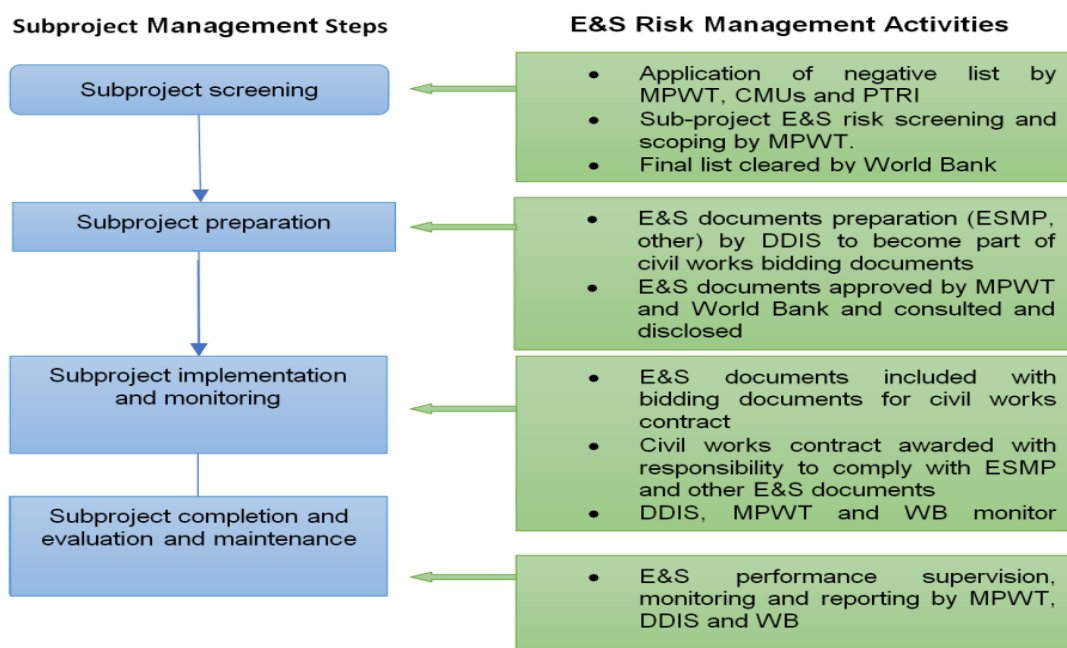 Subproject Management Steps
E&S Risk Management Activities
Subproject screening
• Application of negative list by
MPWT, CMUs and PTRI
• Sub-project E&S risk screening and
scoping by MPWT.
• Final list cleared by World Bank
Subproject preparation
• E&S documents preparation (ESMP,
other) by DDIS to become part of
civil works bidding documents
• E&S documents approved by MPWT
and World Bank and consulted and
disclosed
Subproject implementation
and monitoring
• E&S documents included with
bidding documents for civil works
contract
• Civil works contract awarded with
responsibility to comply with ESMP
and other E&S documents
• DDIS, MPWT and WB monitor
Subproject completion and
evaluation and maintenance
• E&S performance supervision,
monitoring and reporting by MPWT,
DDIS and WB